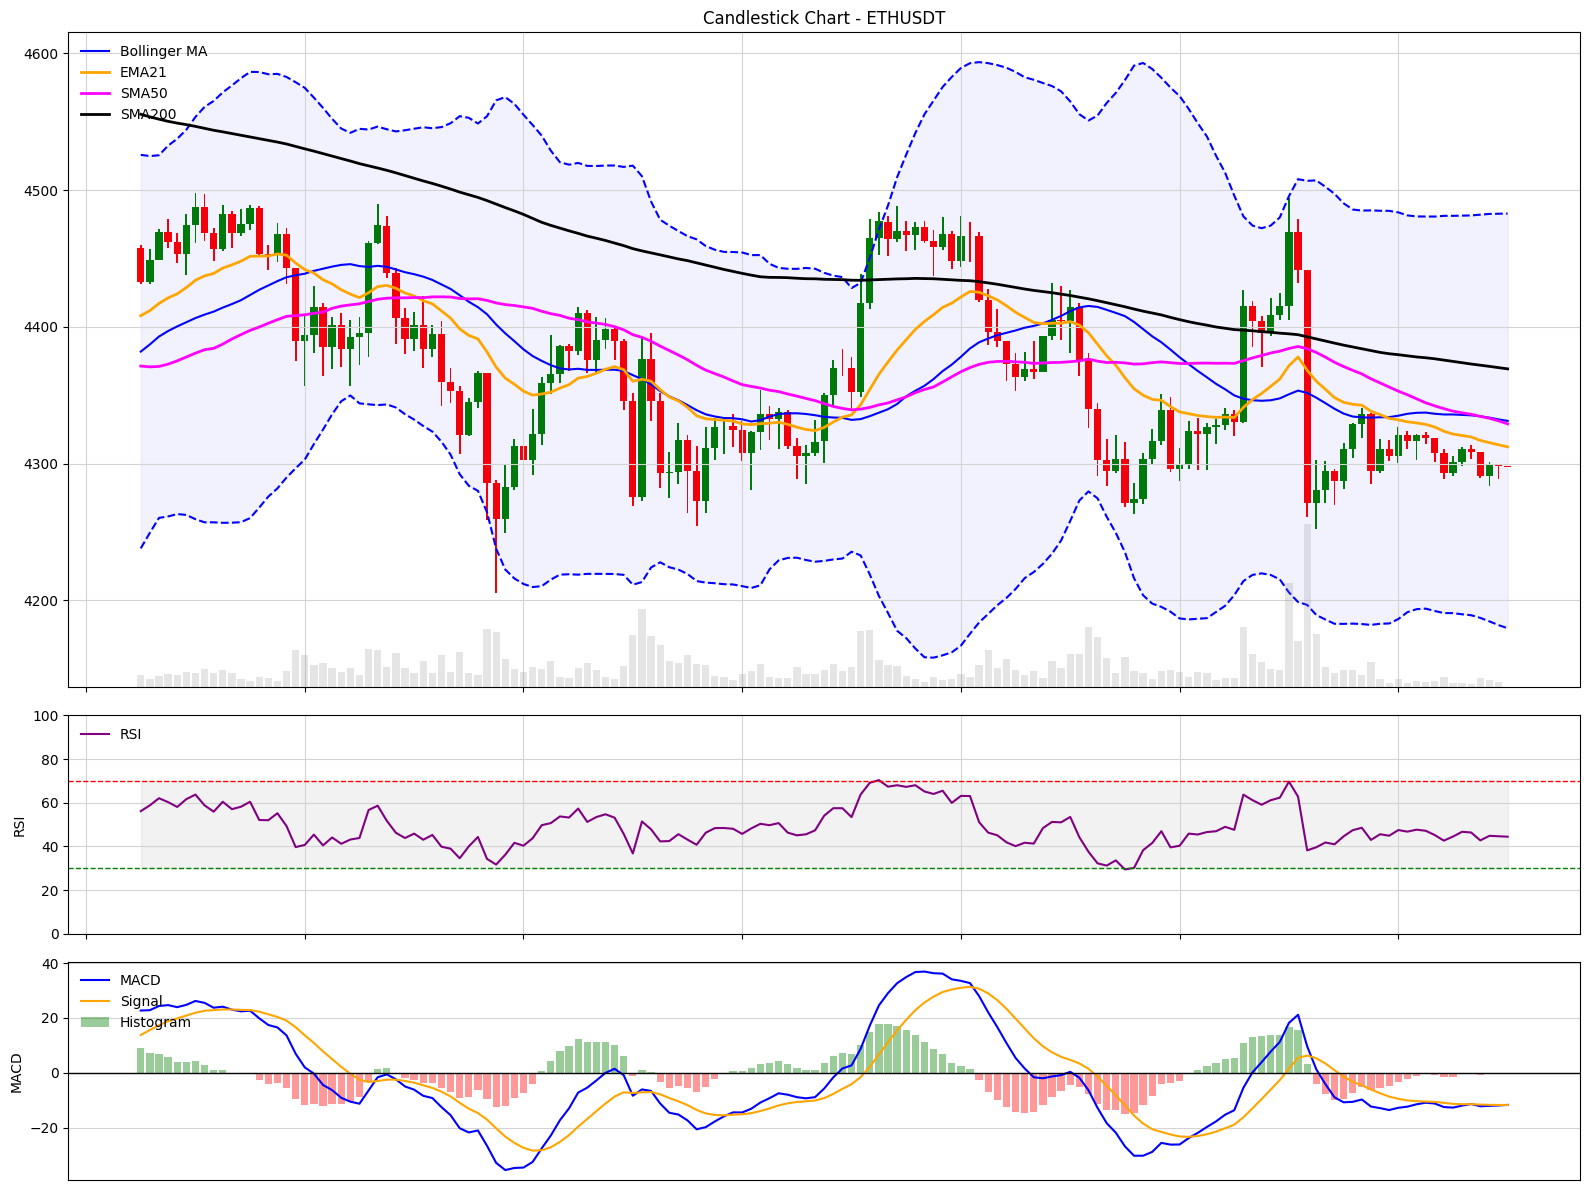 Candlestick Chart - ETHUSDT
Bollinger MA
EMA21
SMA50
SMA200
4600
4500
4400
4300
4200
RSI
100
80
60
40
20
0
RSI
MACD
Signal
Histogram
40
20
0
−20
MACD